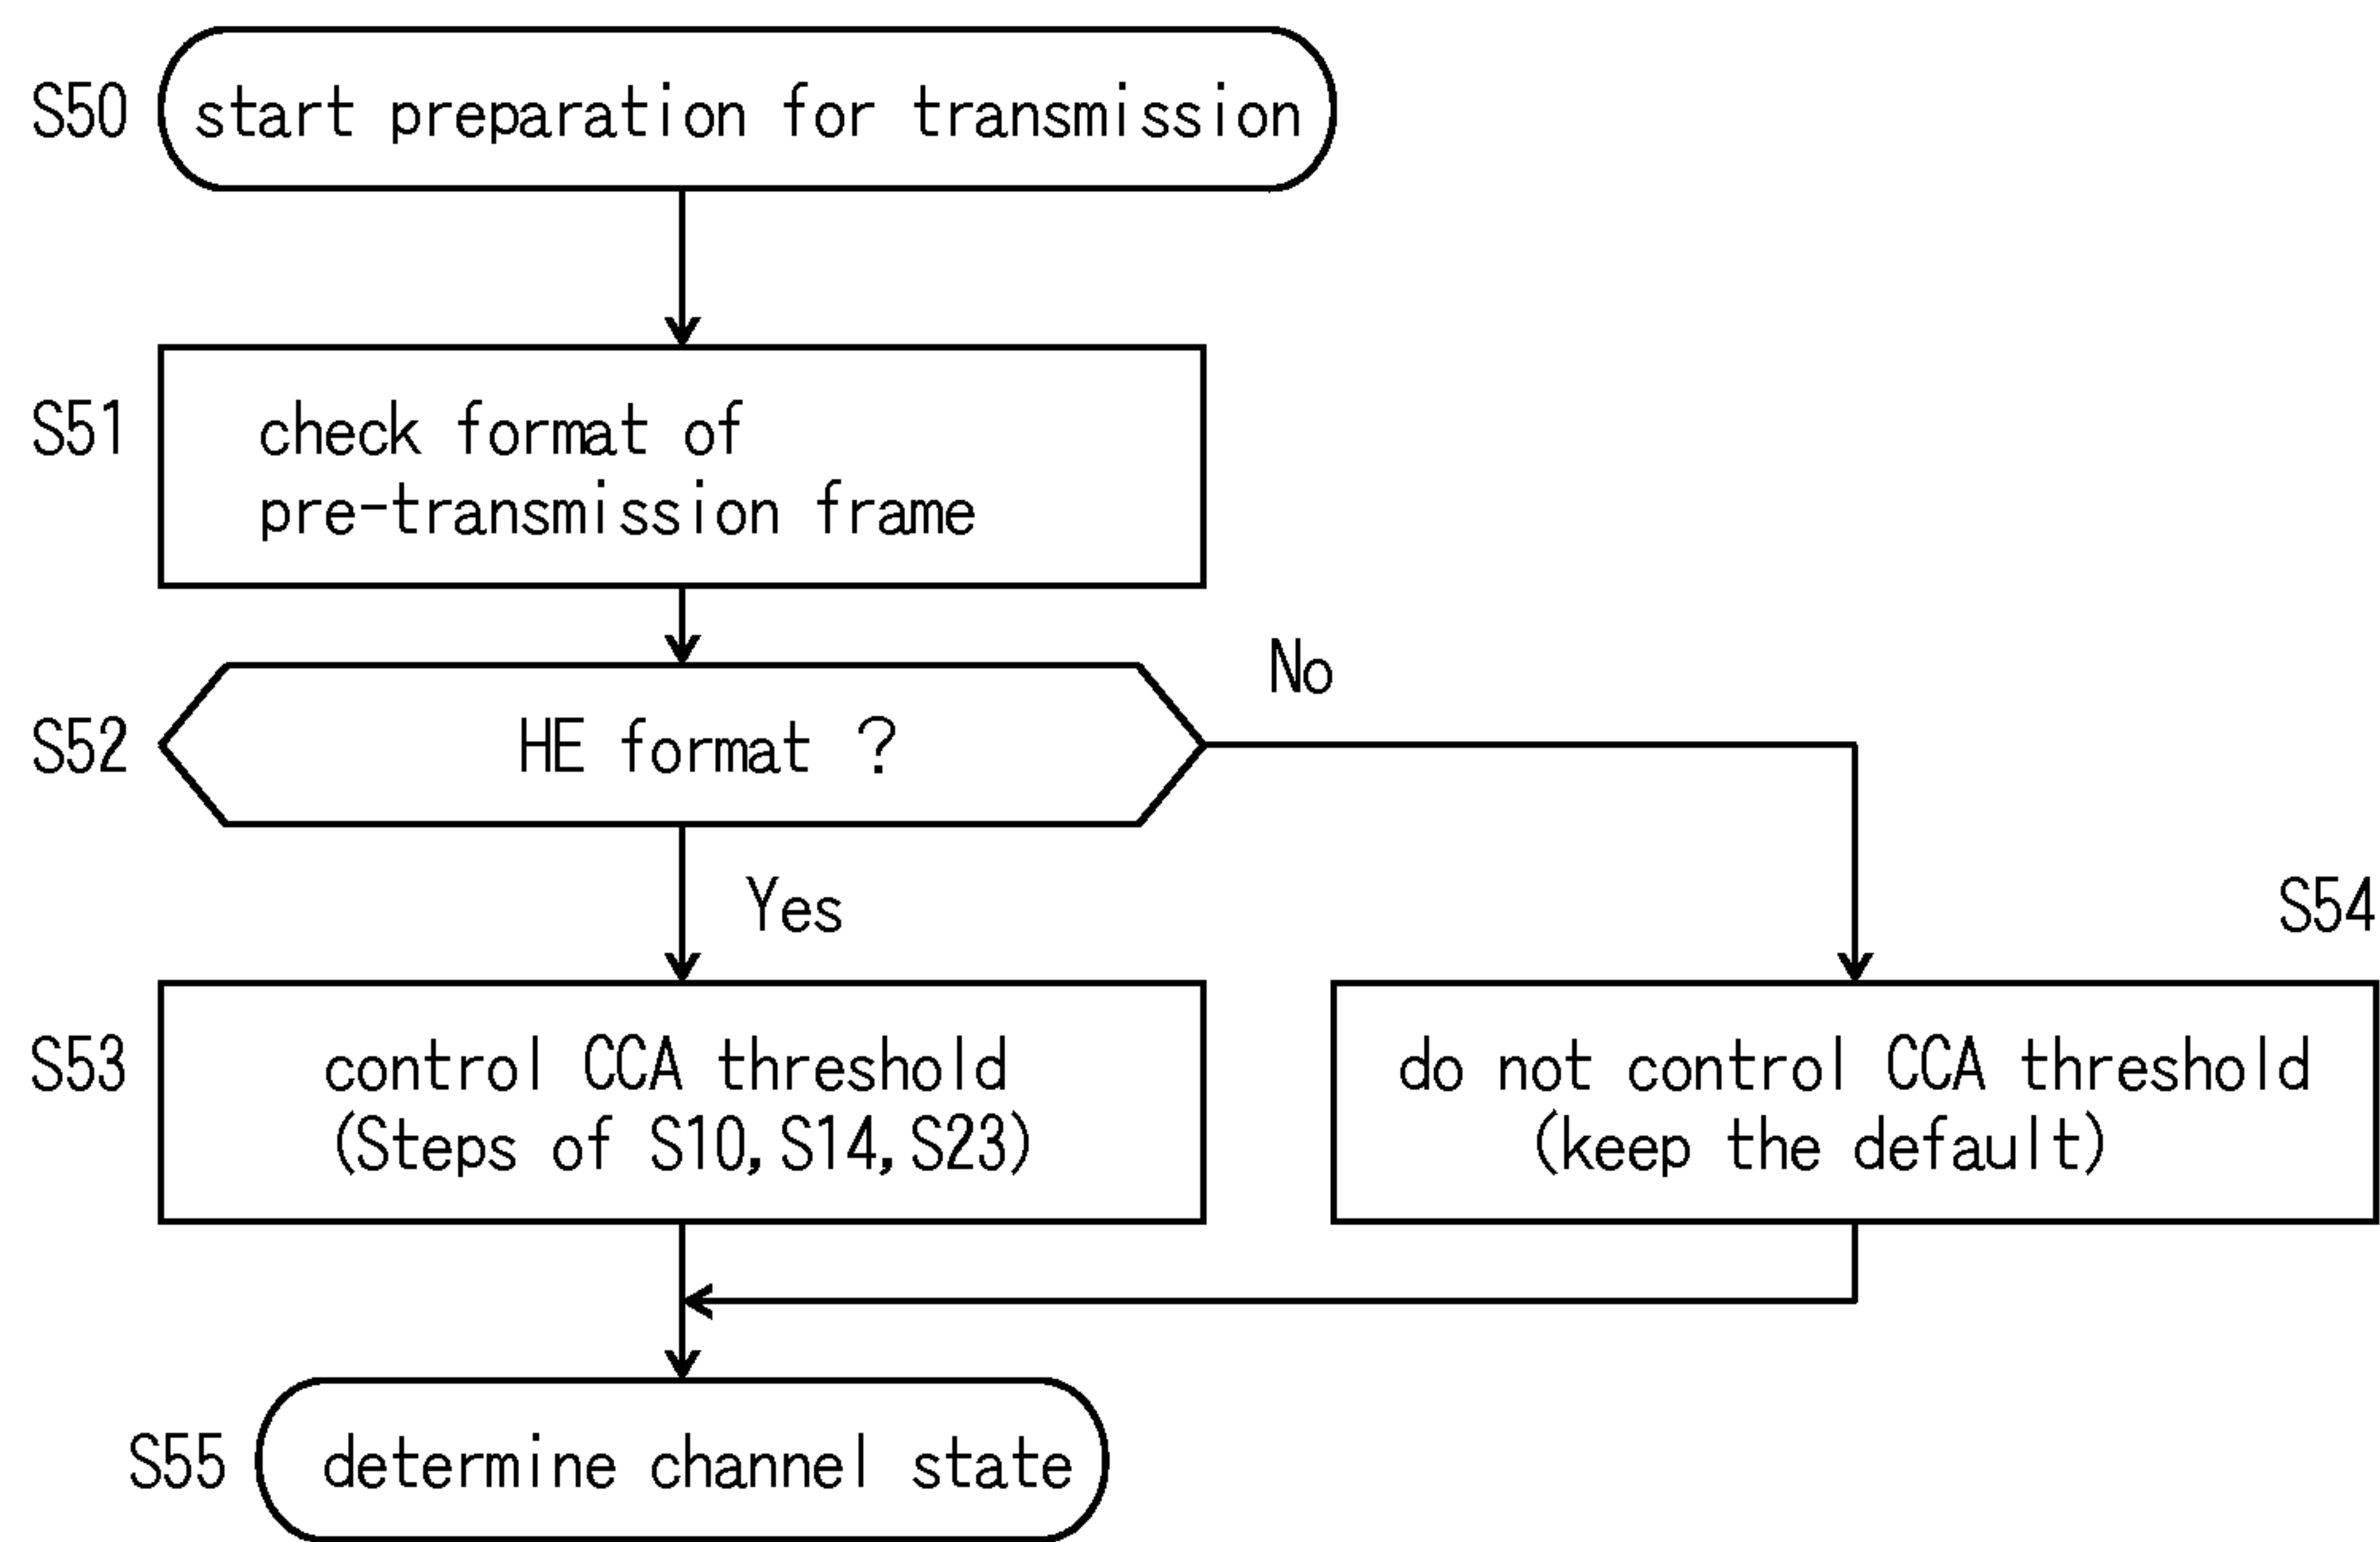 S50 start preparation for transmission
S51 check format of
pre-transmission frame
No
S52 HE format ?
Yes
S54
S53 control CCA threshold
(Steps of S10, S14, S23)
do not control CCA threshold
(keep the default)
S55 determine channel state